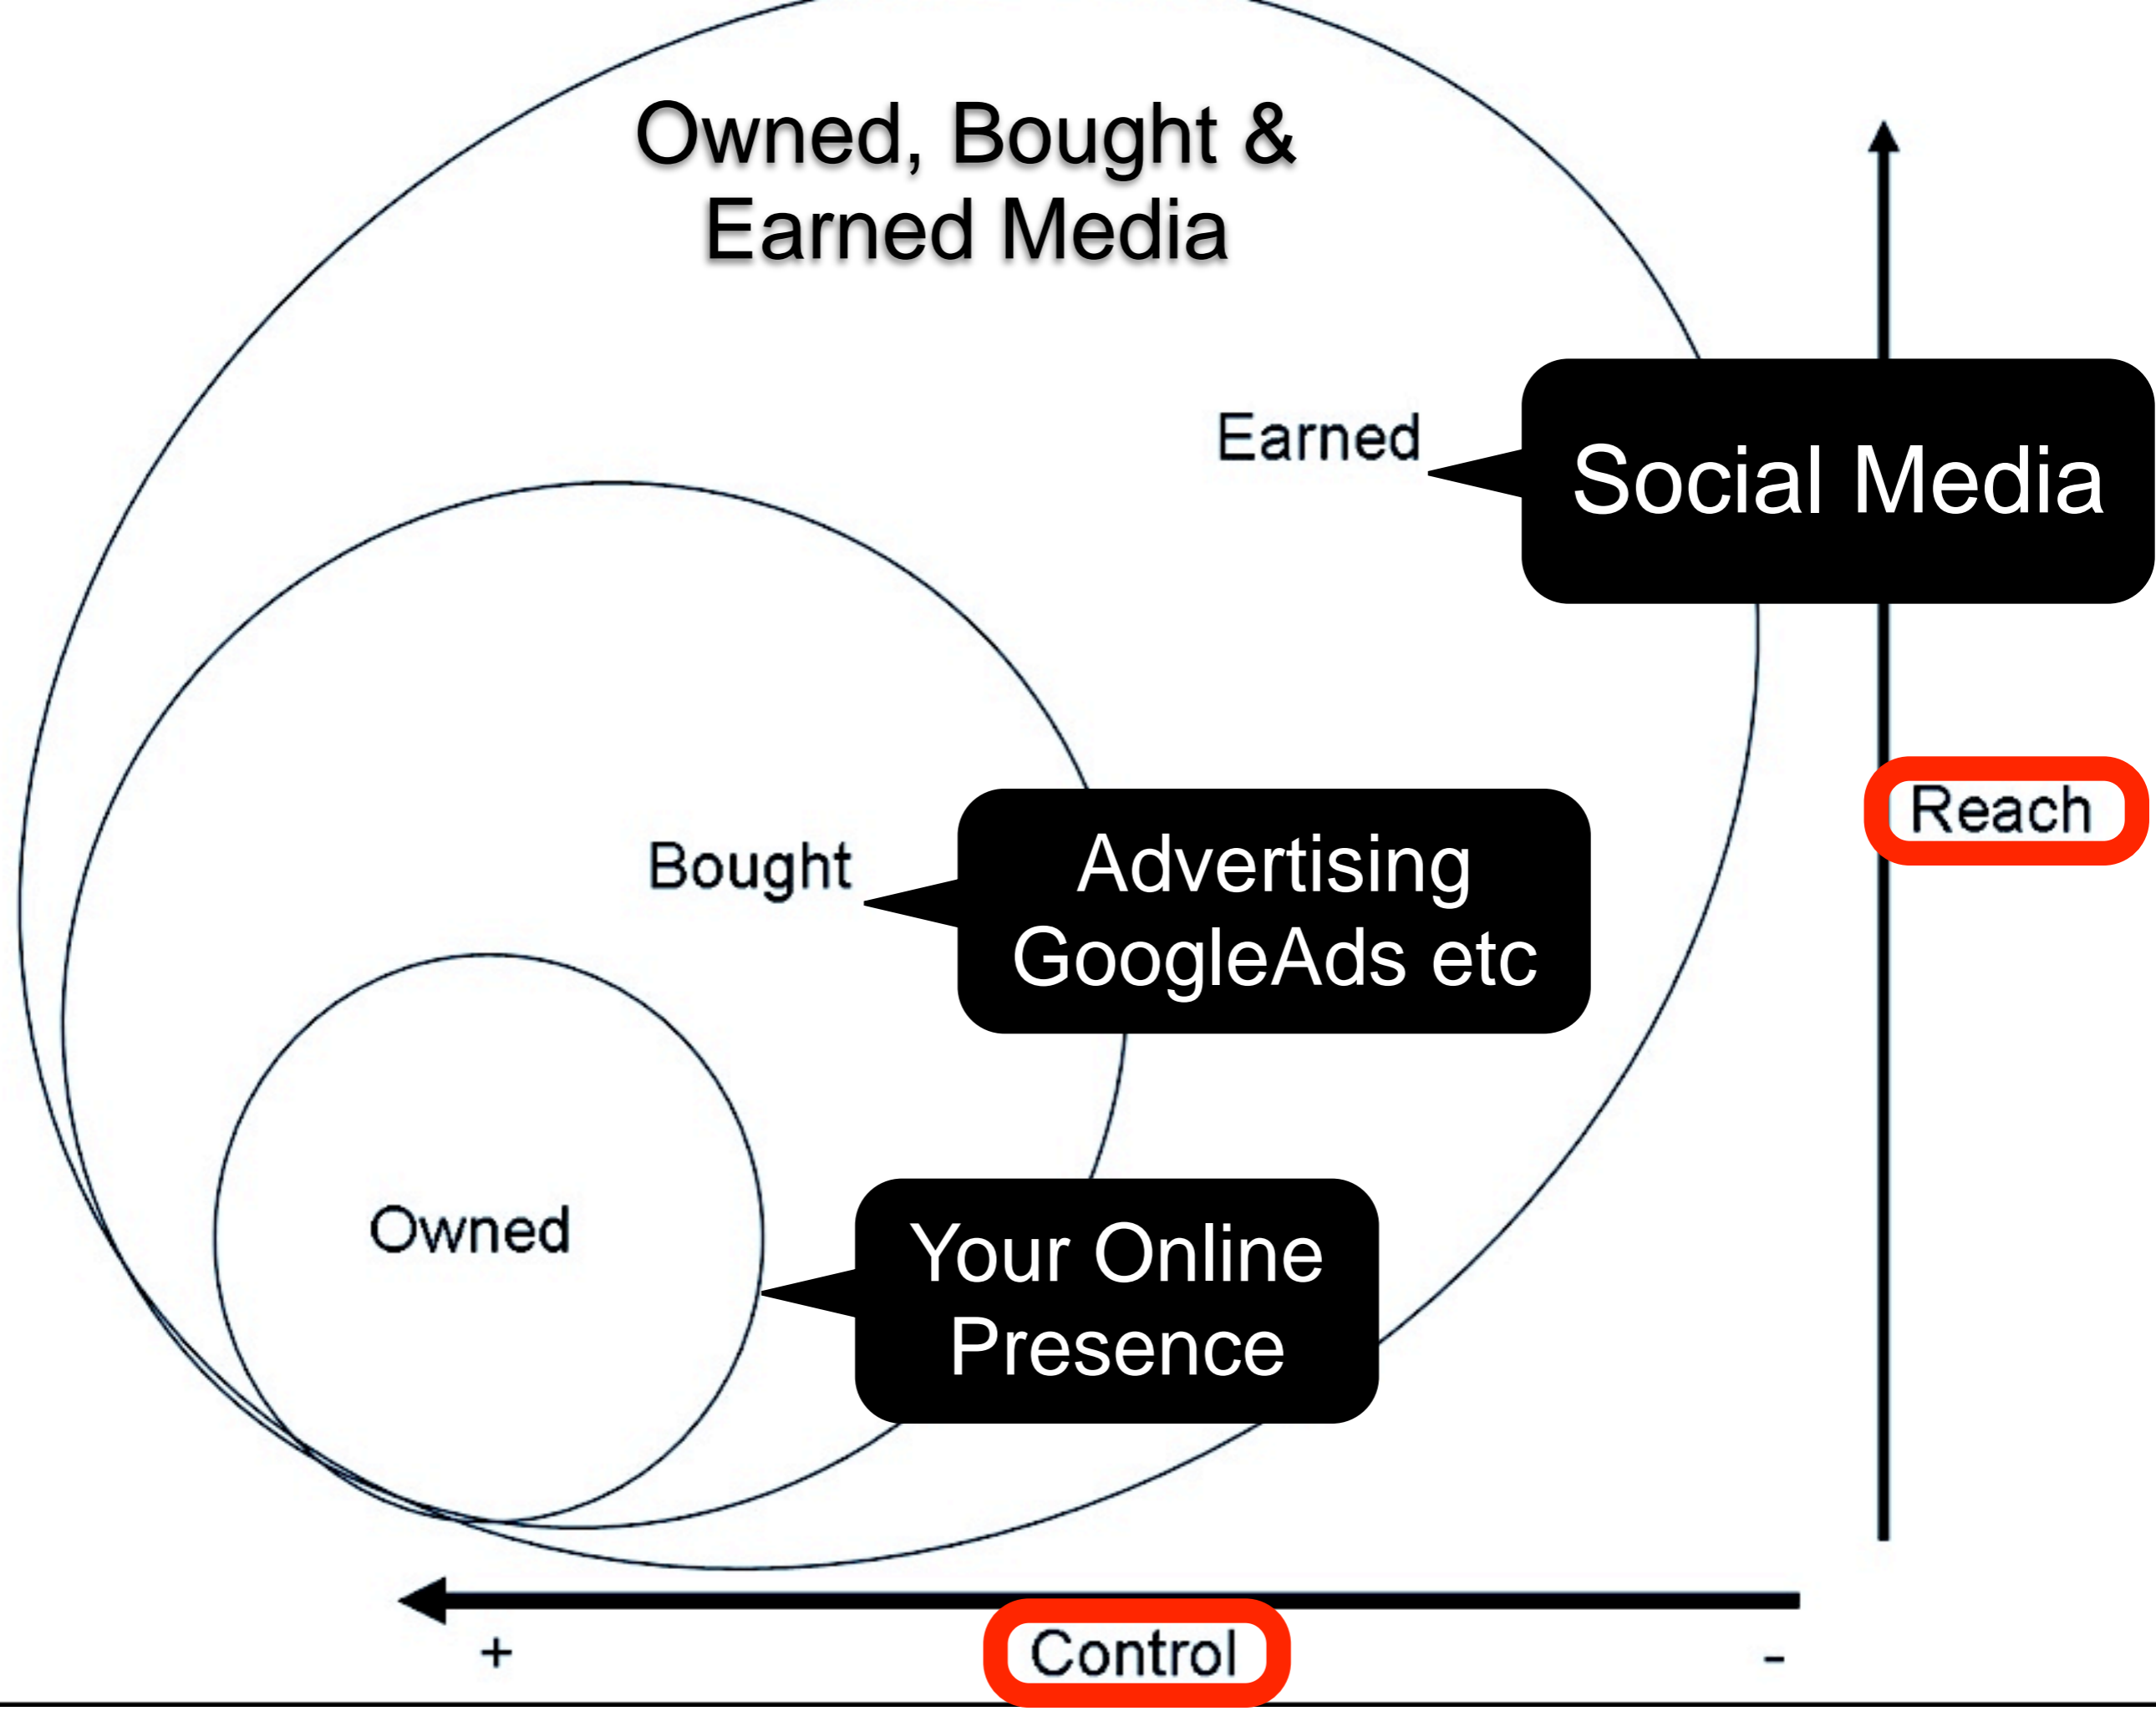 Owned, Bought &
Earned Media
Earned
Social Media
Reach
Bought
Advertising
GoogleAds etc
Owned
Your Online
Presence
+
Control
-